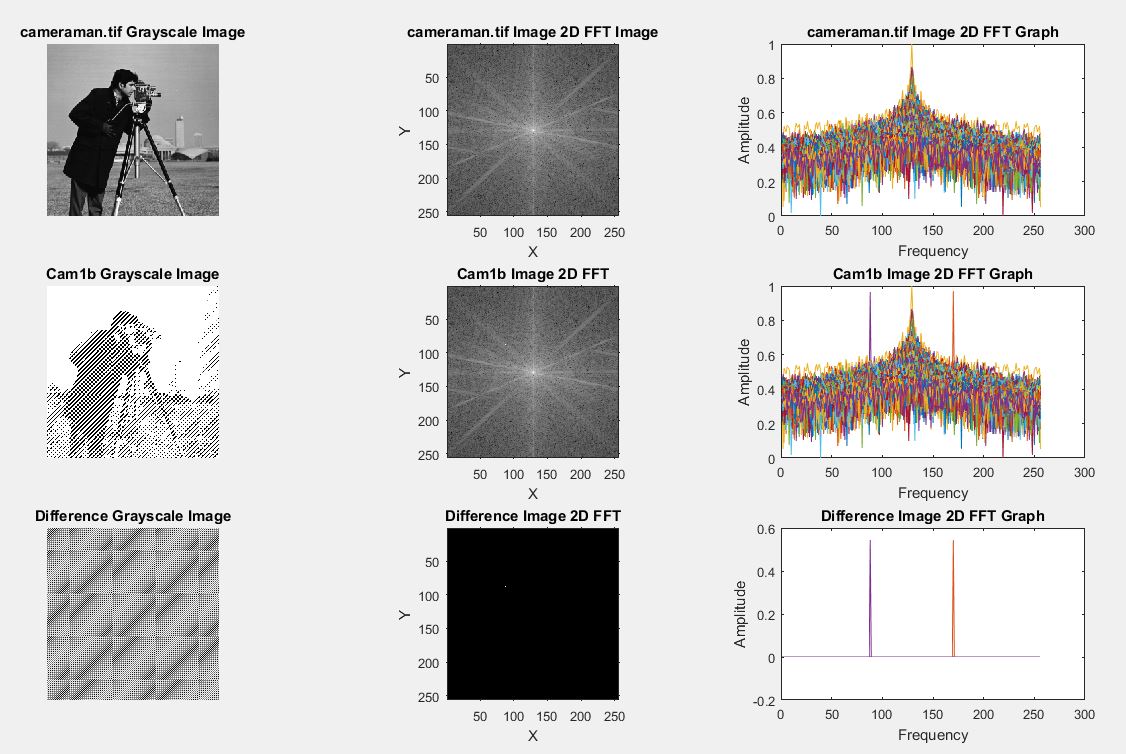 cameraman.tif Grayscale Image
cameraman.tif Image 2D FFT Image
50
100
150
200
250
Y
50 100 150 200 250
X
cameraman.tif Image 2D FFT Graph
1
0.8
0.6
0.4
0.2
0
Amplitude
0 50 100 150 200 250 300
Frequency
Cam1b Grayscale Image
Cam1b Image 2D FFT
50
100
150
200
250
Y
50 100 150 200 250
X
Cam1b Image 2D FFT Graph
1
0.8
0.6
0.4
0.2
0
Amplitude
0 50 100 150 200 250 300
Frequency
Difference Grayscale Image
Difference Image 2D FFT
50
100
150
200
250
Y
50 100 150 200 250
X
Difference Image 2D FFT Graph
0.6
0.4
0.2
0
-0.2
Amplitude
0 50 100 150 200 250 300
Frequency